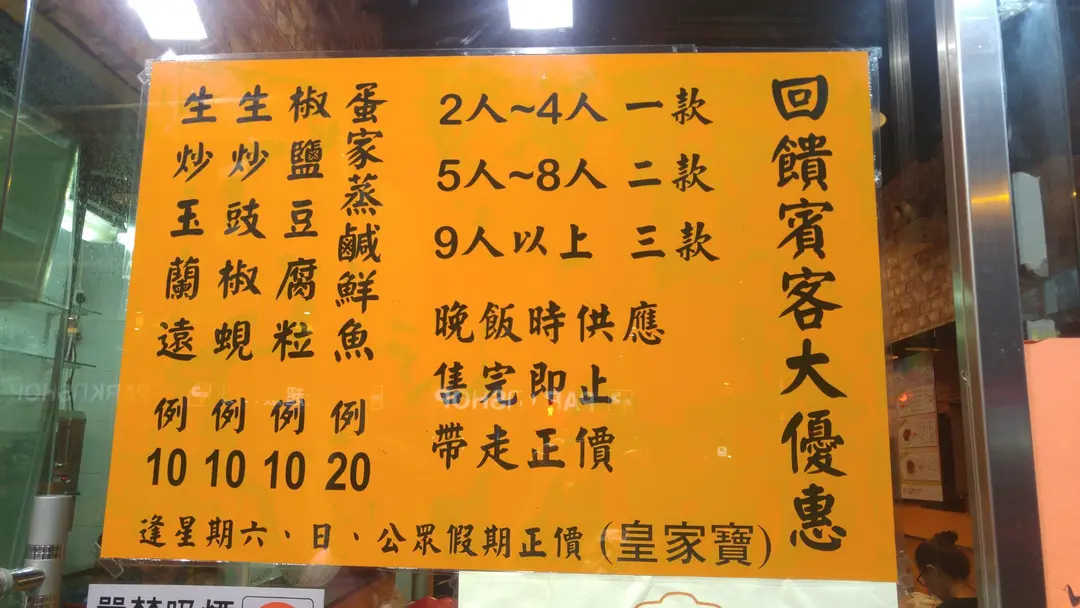 回饋賓客大優惠
2人~4人 一款
5人~8人 二款
9人以上 三款
晚飯時供應
售完即止
帶走正價
蛋家蒸鹹鮮魚 例 20
椒鹽豆腐粒 例 10
生炒豉椒蜆 例 10
生炒玉蘭遠 例 10
逢星期六、日、公眾假期正價(皇家寶)